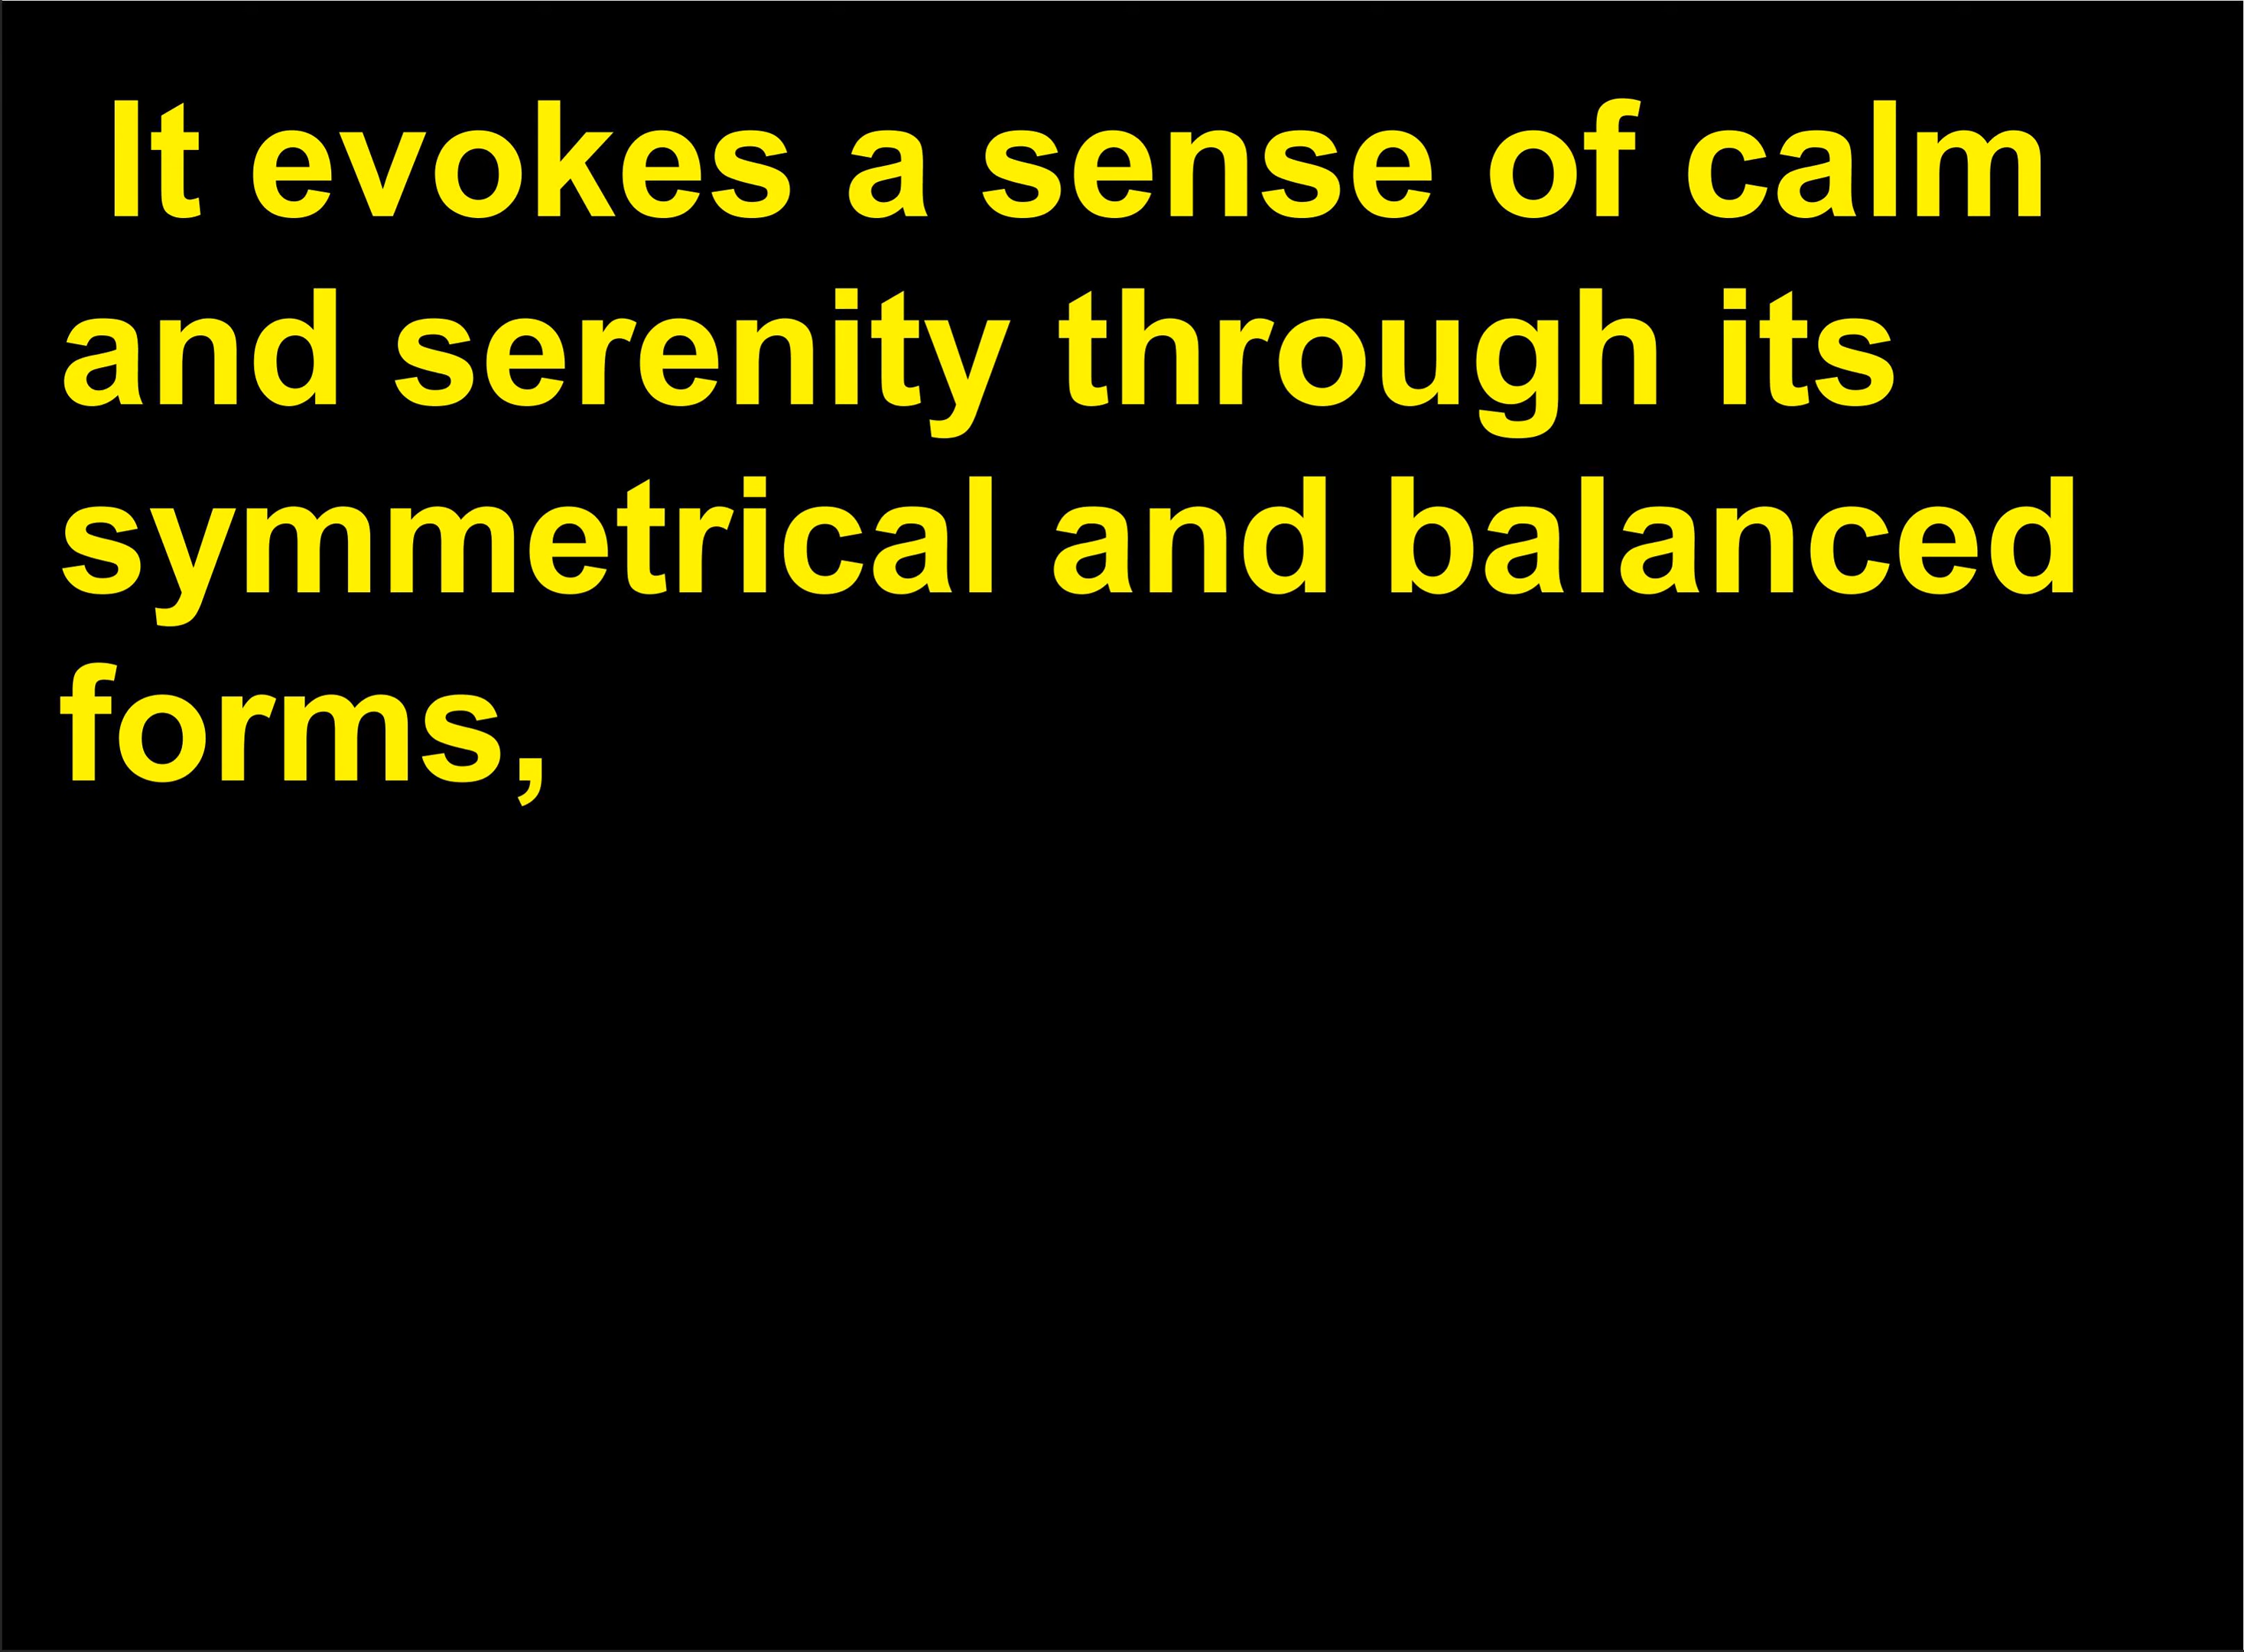 It evokes a sense of calm
and serenity through its
symmetrical and balanced
forms,